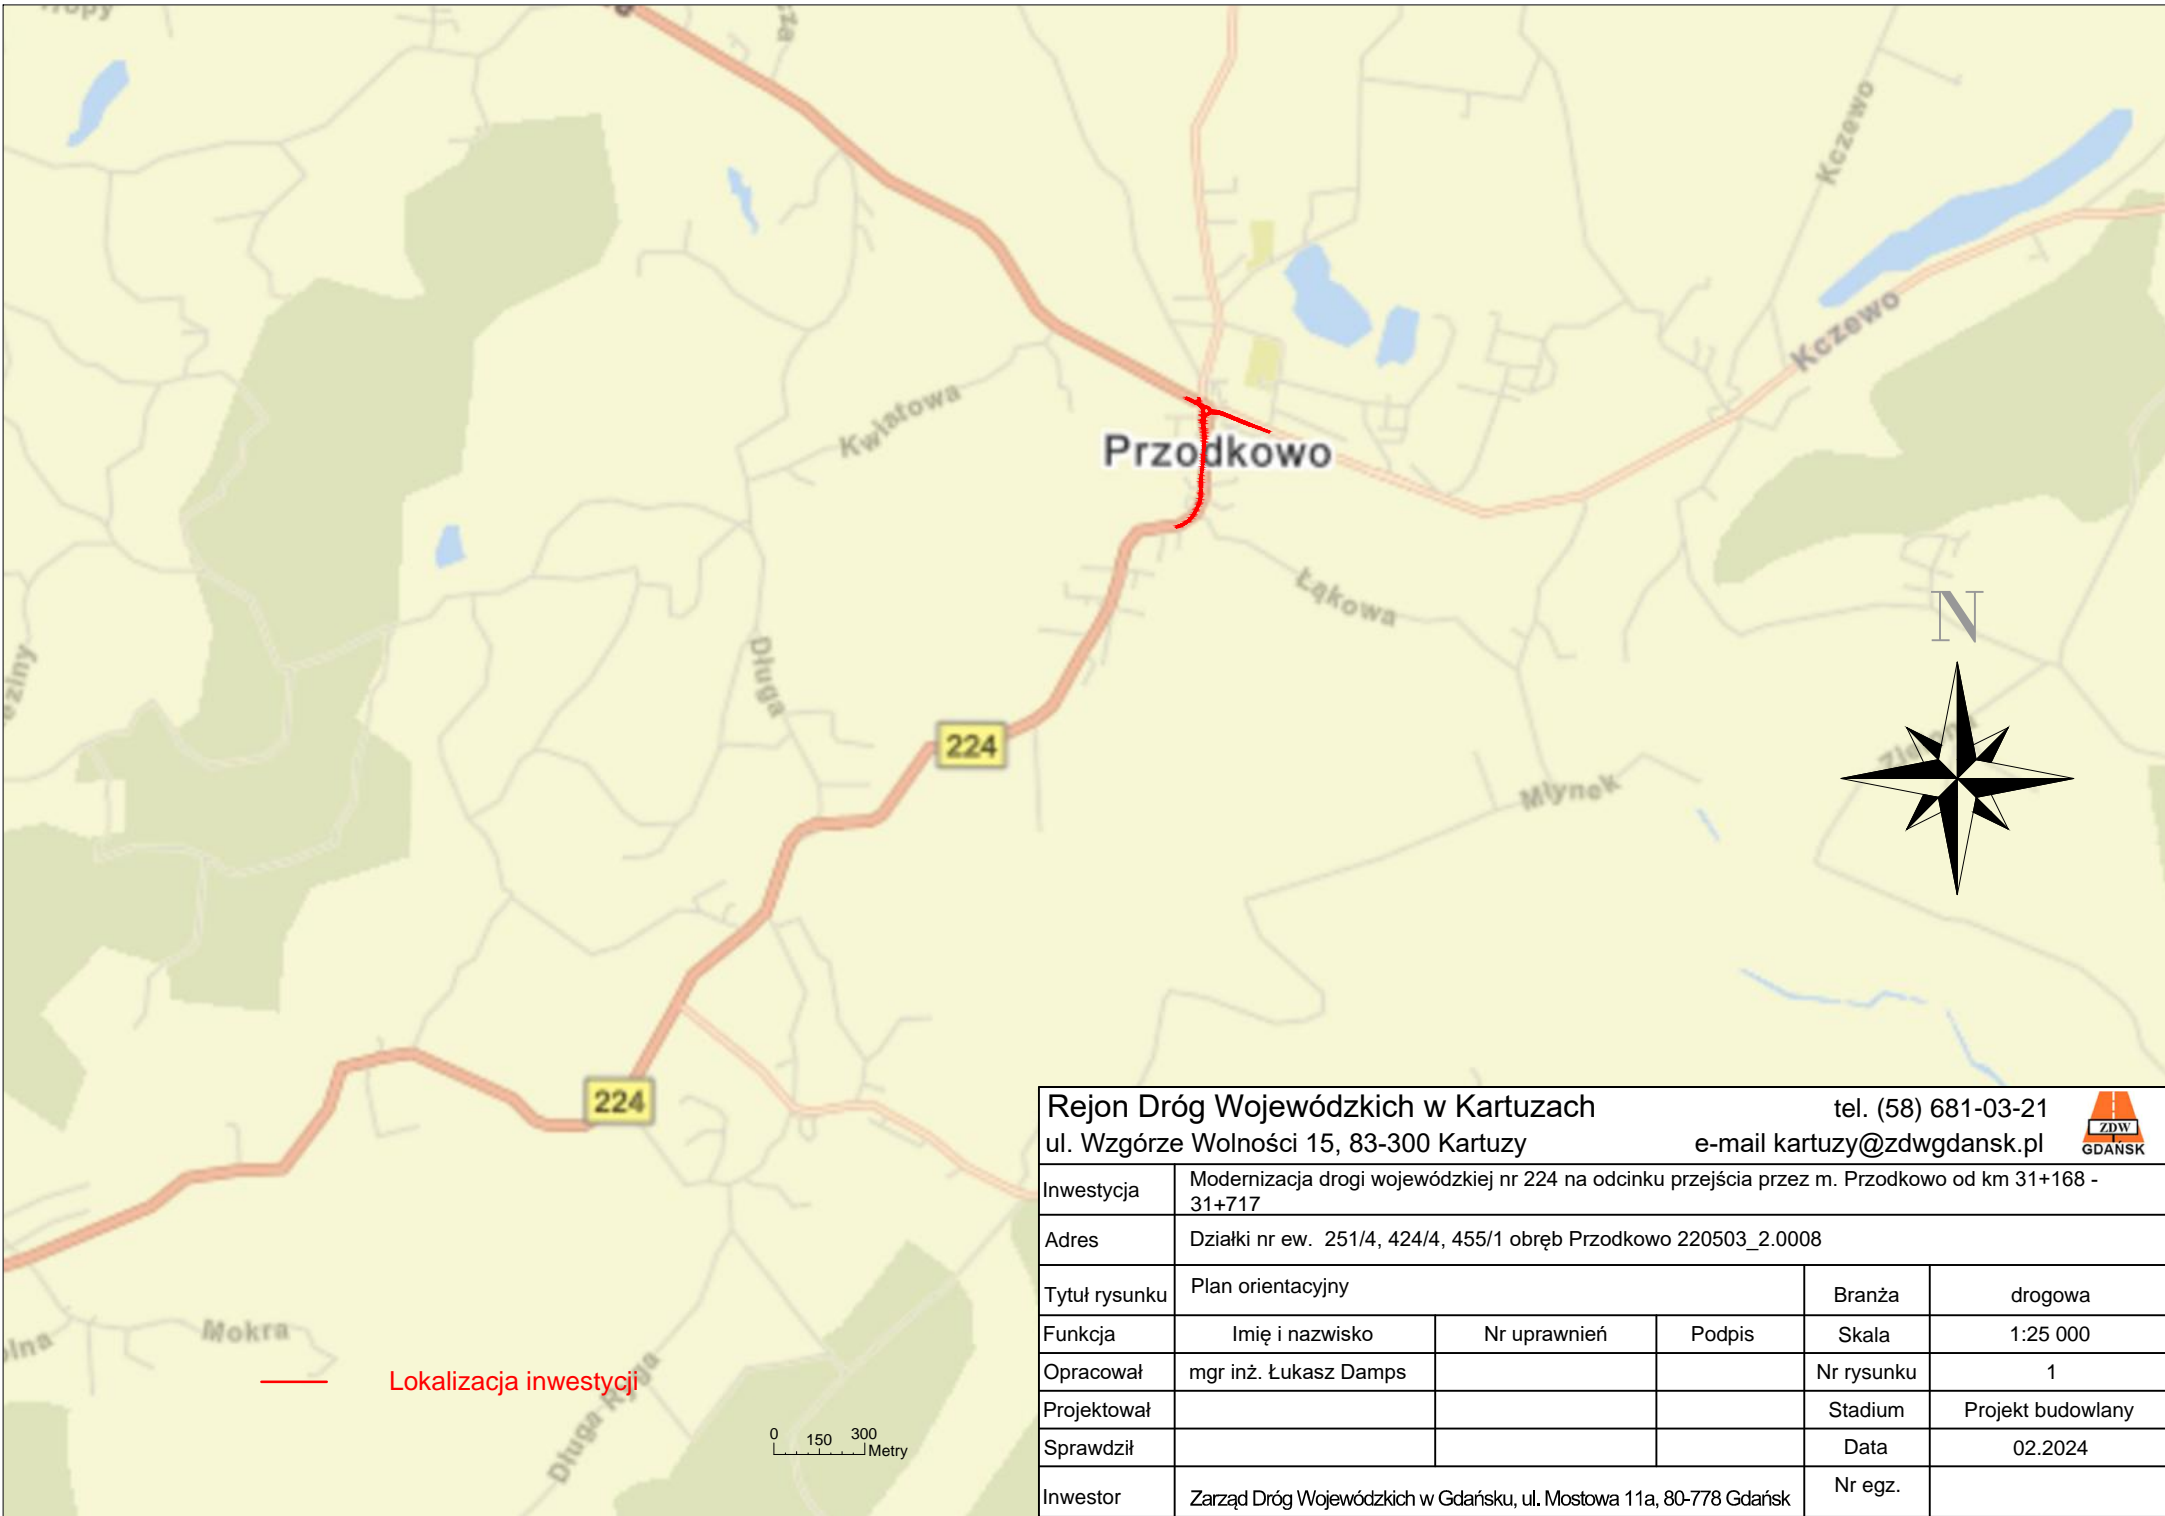 Kczewo
Kczewo
Kwiatowa
Przodkowo
Łąkowa
N
Długa
224
Młynek
224
Mokra
Długa Ryga
Lokalizacja inwestycji
0 150 300
Metry
Rejon Dróg Wojewódzkich w Kartuzach tel. (58) 681-03-21
ul. Wzgórze Wolności 15, 83-300 Kartuzy e-mail kartuzy@zdwgdansk.pl
ZDW
GDAŃSK
Inwestycja Modernizacja drogi wojewódzkiej nr 224 na odcinku przejścia przez m. Przodkowo od km 31+168 -
31+717
Adres Działki nr ew. 251/4, 424/4, 455/1 obręb Przodkowo 220503_2.0008
Tytuł rysunku Plan orientacyjny Branża drogowa
Funkcja Imię i nazwisko Nr uprawnień Podpis Skala 1:25 000
Opracował mgr inż. Łukasz Damps Nr rysunku 1
Projektował Stadium Projekt budowlany
Sprawdził Data 02.2024
Inwestor Zarząd Dróg Wojewódzkich w Gdańsku, ul. Mostowa 11a, 80-778 Gdańsk Nr egz.